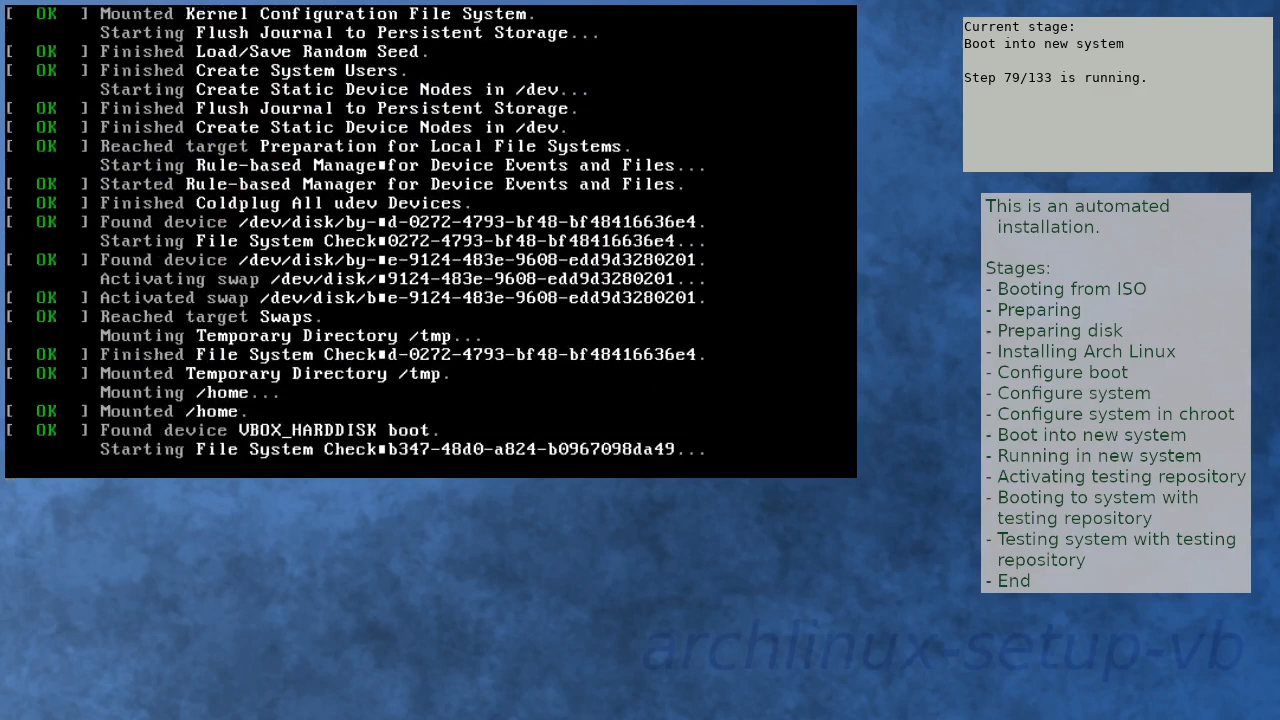 [  OK  ] Mounted Kernel Configuration File System.
Starting Flush Journal to Persistent Storage...
[  OK  ] Finished Load/Save Random Seed.
[  OK  ] Finished Create System Users.
Starting Create Static Device Nodes in /dev...
[  OK  ] Finished Flush Journal to Persistent Storage.
[  OK  ] Finished Create Static Device Nodes in /dev.
[  OK  ] Reached target Preparation for Local File Systems.
Starting Rule-based Manage▪for Device Events and Files...
[  OK  ] Started Rule-based Manager for Device Events and Files.
[  OK  ] Finished Coldplug All udev Devices.
[  OK  ] Found device /dev/disk/by-▪d-0272-4793-bf48-bf48416636e4.
Starting File System Check▪0272-4793-bf48-bf48416636e4...
[  OK  ] Found device /dev/disk/by-▪e-9124-483e-9608-edd9d3280201.
Activating swap /dev/disk/▪9124-483e-9608-edd9d3280201...
[  OK  ] Activated swap /dev/disk/b▪e-9124-483e-9608-edd9d3280201.
[  OK  ] Reached target Swaps.
Mounting Temporary Directory /tmp...
[  OK  ] Finished File System Check▪d-0272-4793-bf48-bf48416636e4.
[  OK  ] Mounted Temporary Directory /tmp.
Mounting /home...
[  OK  ] Mounted /home.
[  OK  ] Found device VBOX_HARDDISK boot.
Starting File System Check▪b347-48d0-a824-b0967098da49...
Current stage:
Boot into new system
Step 79/133 is running.
This is an automated
installation.
Stages:
- Booting from ISO
- Preparing
- Preparing disk
- Installing Arch Linux
- Configure boot
- Configure system
- Configure system in chroot
- Boot into new system
- Running in new system
- Activating testing repository
- Booting to system with
testing repository
- Testing system with testing
repository
- End
archlinux-setup-vb